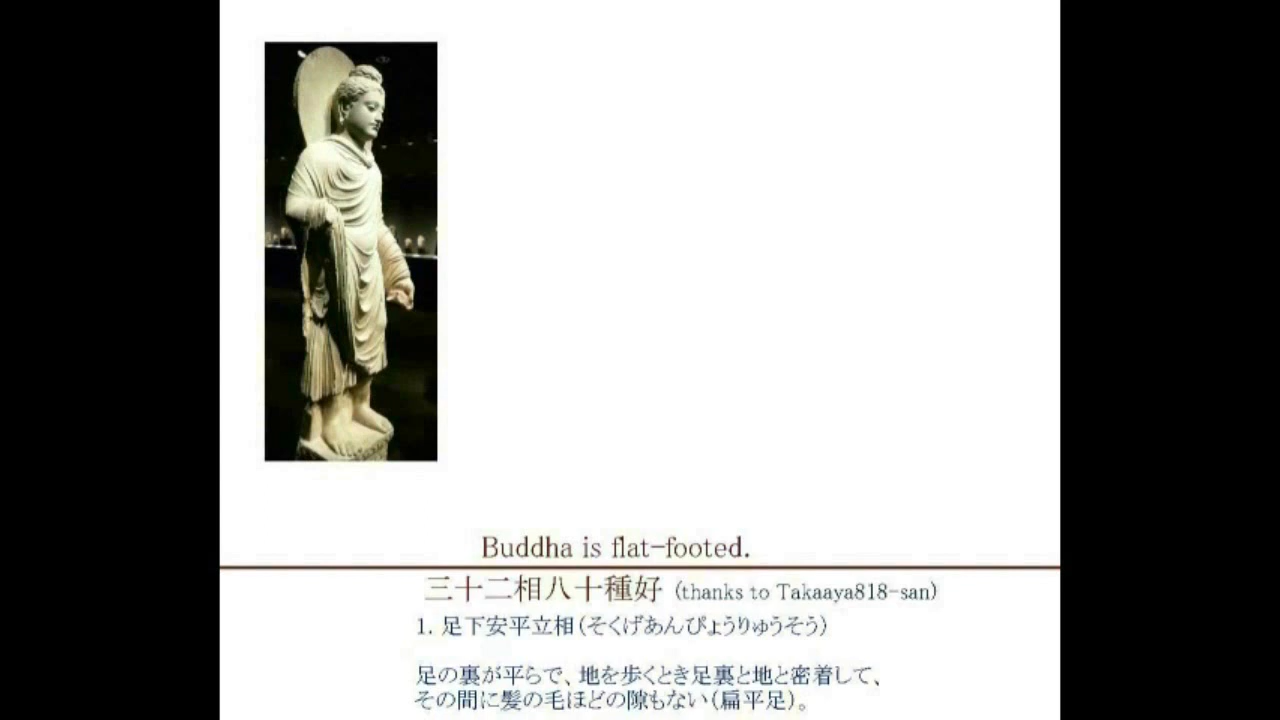 Buddha is flat-footed.
三十二相八十種好 (thanks to Takaaya818-san)
1. 足下安平立相(そくげあんぴょうりゅうそう)
足の裏が平らで、地を歩くとき足裏と地と密着して、
その間に髪の毛ほどの隙もない(扁平足)。